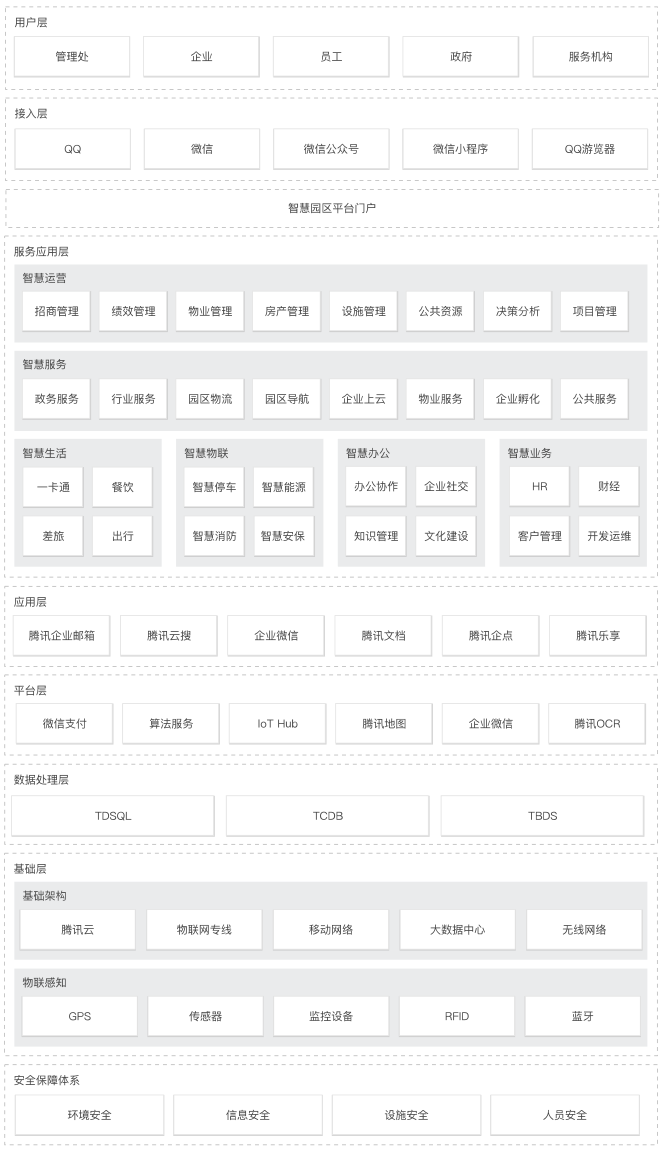 用户层
管理处 企业 员工 政府 服务机构
接入层
QQ 微信 微信公众号 微信小程序 QQ游览器
智慧园区平台门户
服务应用层
智慧运营
招商管理 绩效管理 物业管理 房产管理 设施管理 公共资源 决策分析 项目管理
智慧服务
政务服务 行业服务 园区物流 园区导航 企业上云 物业服务 企业孵化 公共服务
智慧生活 智慧物联 智慧办公 智慧业务
一卡通 餐饮 智慧停车 智慧能源 办公协作 企业社交 HR 财经
差旅 出行 智慧消防 智慧安保 知识管理 文化建设 客户管理 开发运维
应用层
腾讯企业邮箱 腾讯云搜 企业微信 腾讯文档 腾讯企点 腾讯乐享
平台层
微信支付 算法服务 IoT Hub 腾讯地图 企业微信 腾讯OCR
数据处理层
TDSQL TCDB TBDS
基础层
基础架构
腾讯云 物联网专线 移动网络 大数据中心 无线网络
物联感知
GPS 传感器 监控设备 RFID 蓝牙
安全保障体系
环境安全 信息安全 设施安全 人员安全